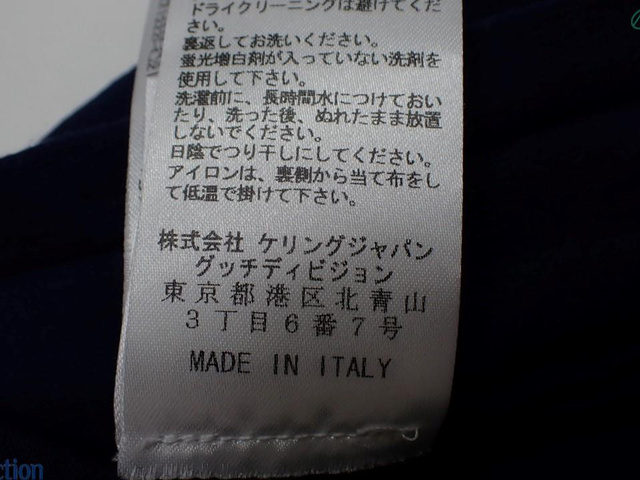 ドライクリーニングは避けてくだ
さい。
裏返してお洗いください。
蛍光増白剤が入っていない洗剤を
使用して下さい。
洗濯前に、長時間水につけておい
たり、洗った後、ぬれたまま放置
しないでください。
日陰でつり干しにしてください。
アイロンは、裏側から当て布をし
て低温で掛けて下さい。
株式会社 ケリングジャパン
グッチディビジョン
東京都港区北青山
3丁目6番7号
MADE IN ITALY
ction